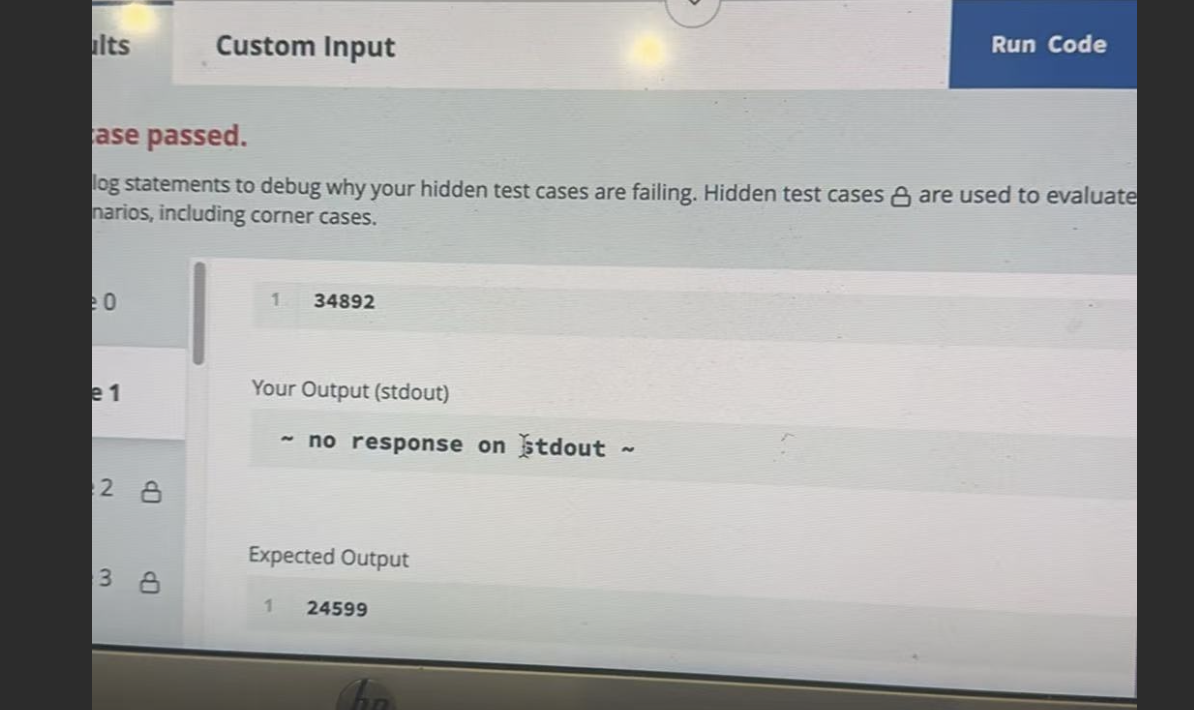 ults
Custom Input
Run Code
case passed.
log statements to debug why your hidden test cases are failing. Hidden test cases are used to evaluate
narios, including corner cases.
e 0
1 34892
e 1
Your Output (stdout)
~ no response on stdout ~
2
Expected Output
3
1 24599
hp